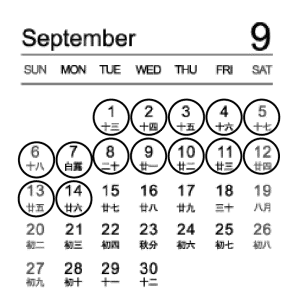 September 9
SUN MON TUE WED THU FRI SAT
1 2 3 4 5
十三 十四 十五 十六 十七
6 7 8 9 10 11 12
十八 白露 二十 廿一 廿二 廿三 廿四
13 14 15 16 17 18 19
廿五 廿六 廿七 廿八 廿九 三十 八月
20 21 22 23 24 25 26
初二 初三 初四 秋分 初六 初七 初八
27 28 29 30
初九 初十 十一 十二